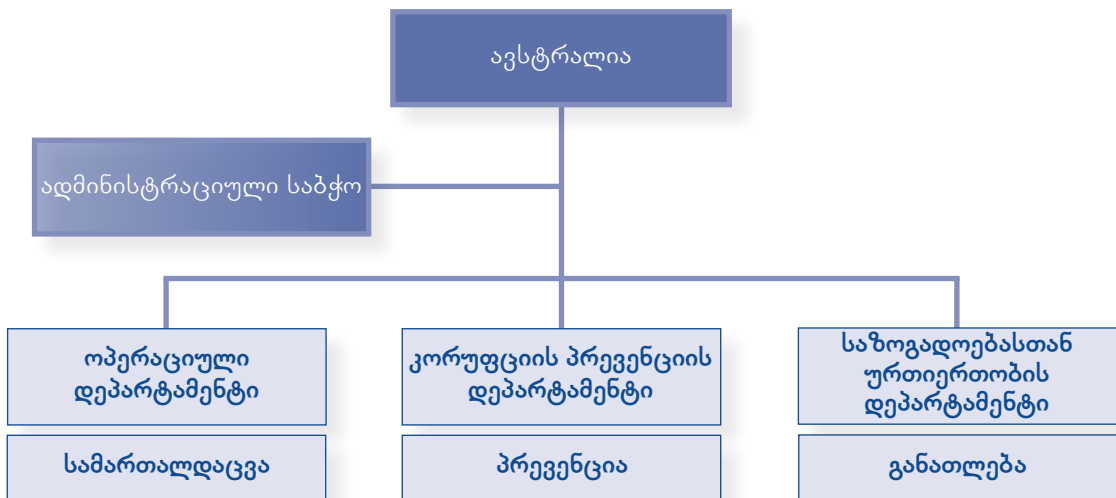 ავსტრალია
ადმინისტრაციული საბჭო
ოპერაციული
დეპარტამენტი
კორუფციის პრევენციის
დეპარტამენტი
საზოგადოებასთან
ურთიერთობის
დეპარტამენტი
სამართალდაცვა
პრევენცია
განათლება